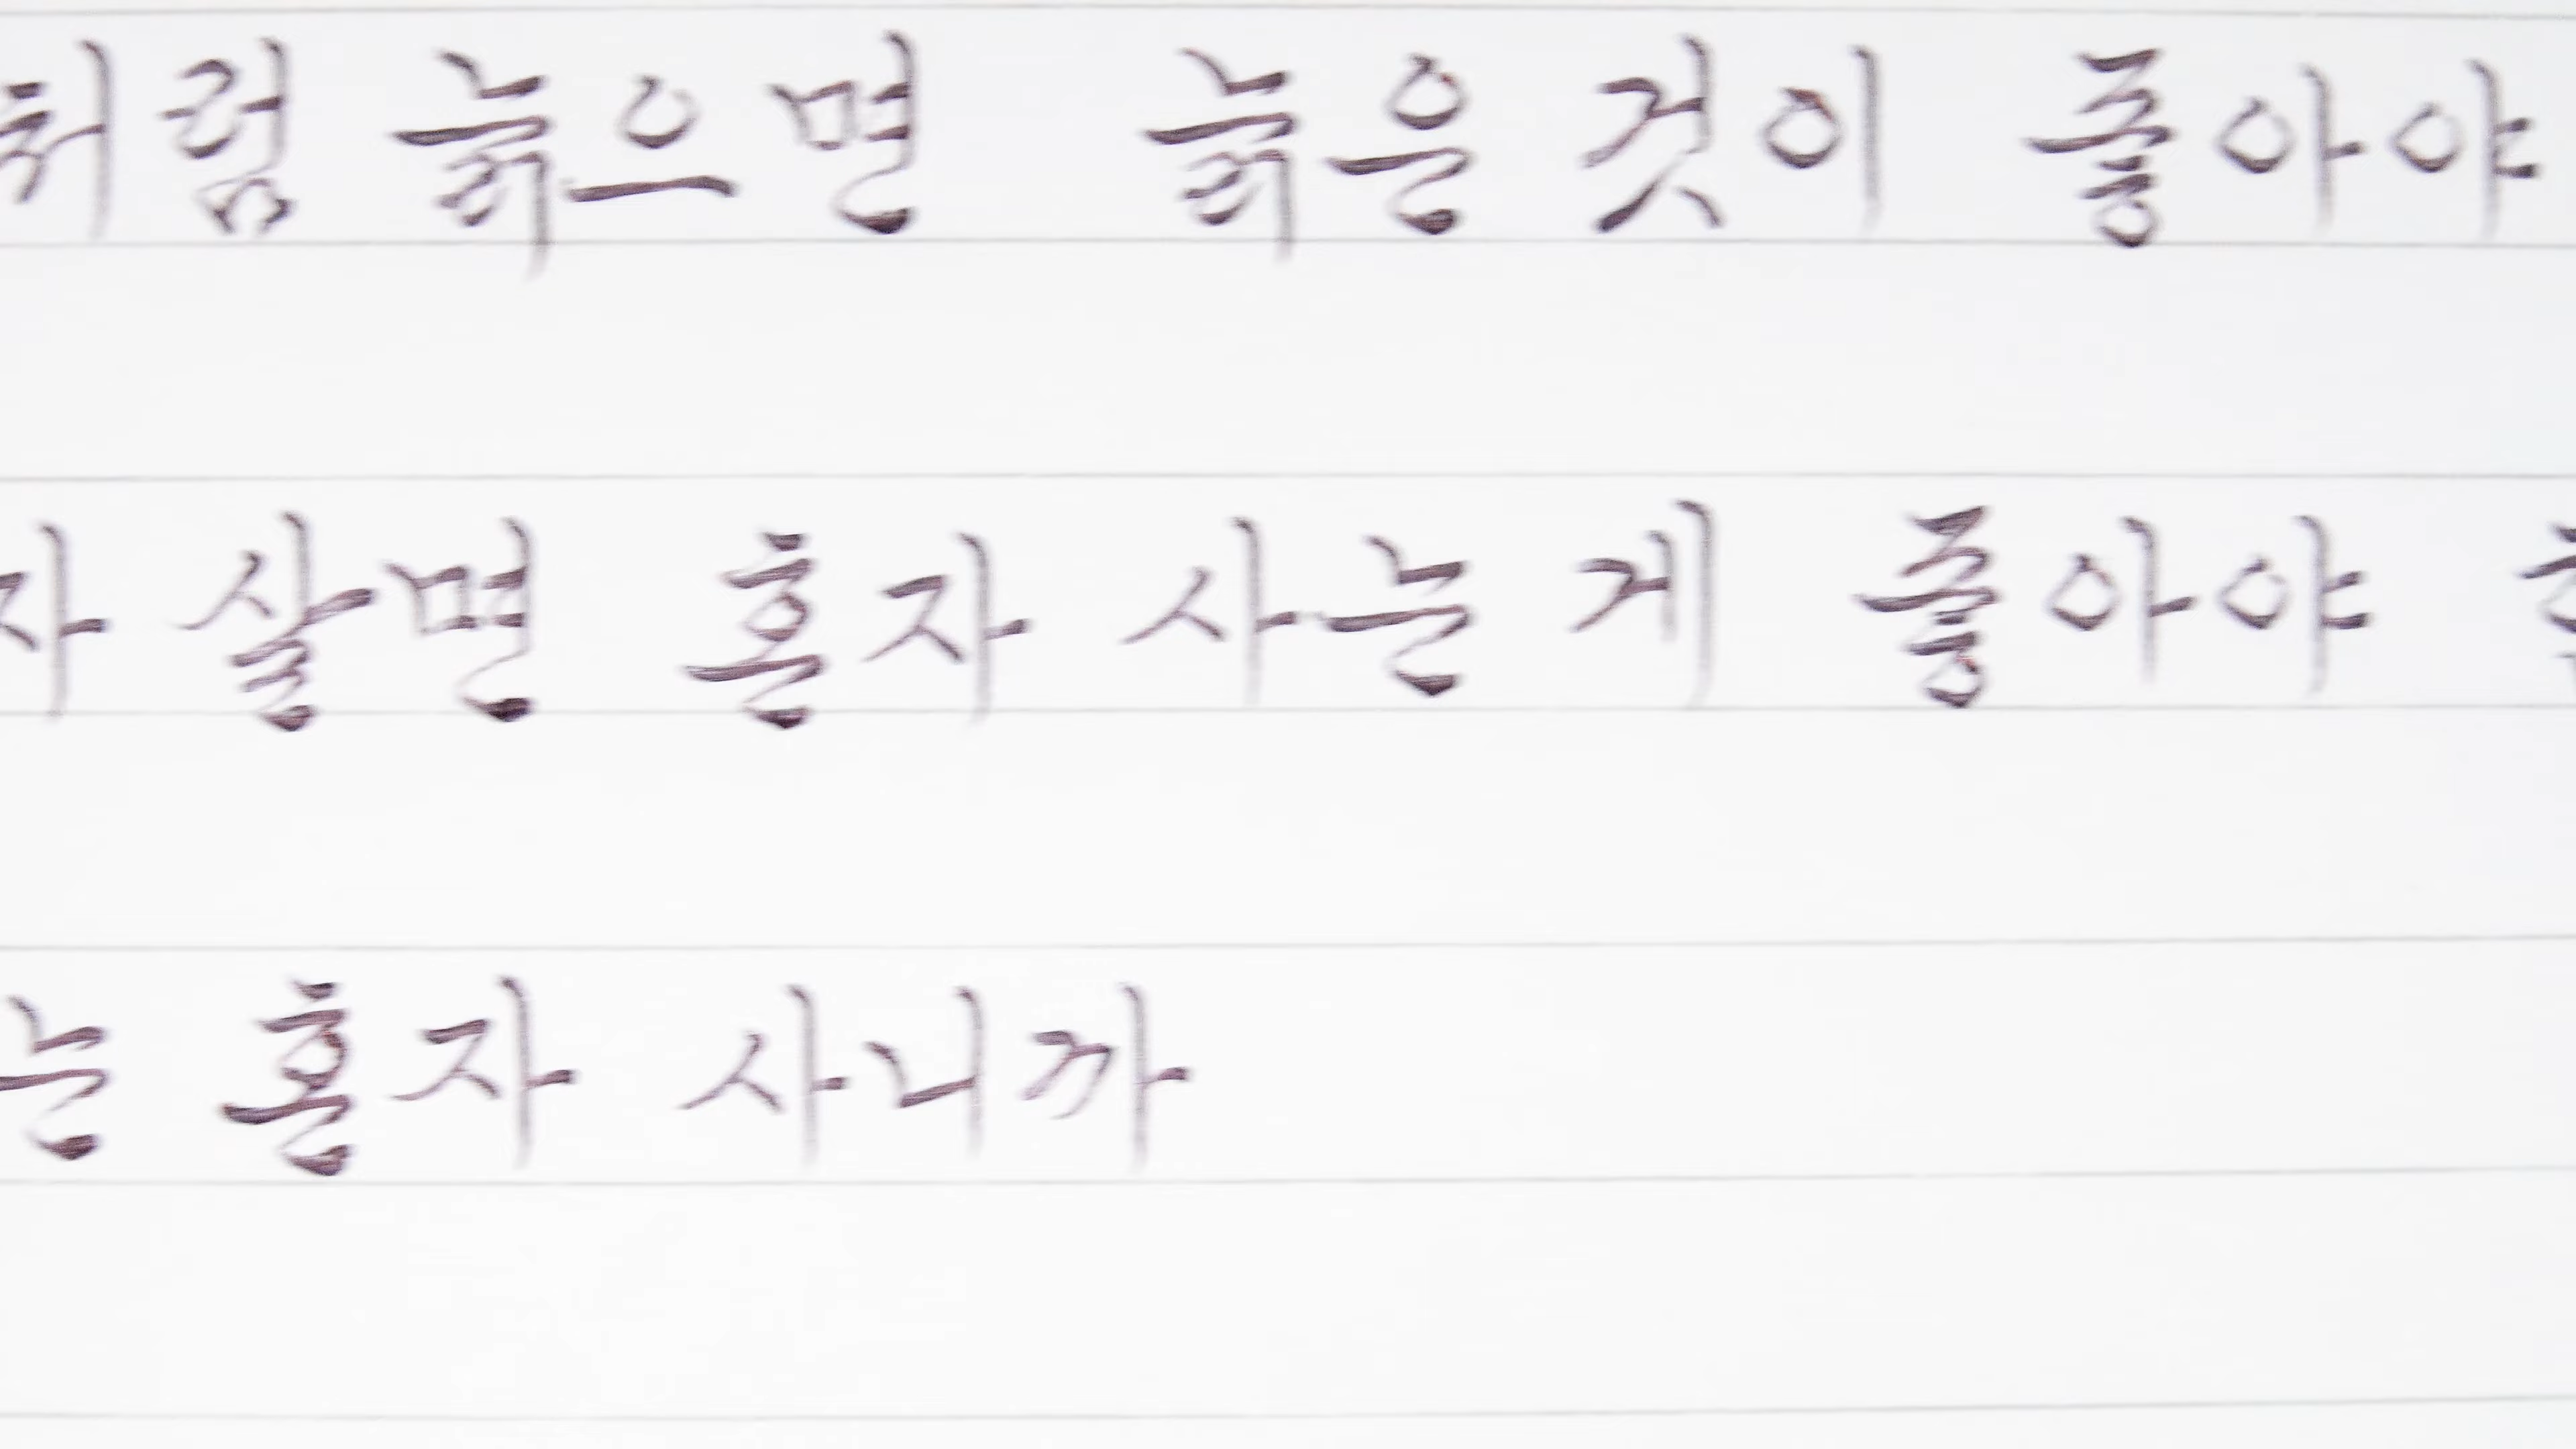 처럼 늙으면 늙은 것이 좋아야
자 살면 혼자 사는 게 좋아야
는 혼자 사니까